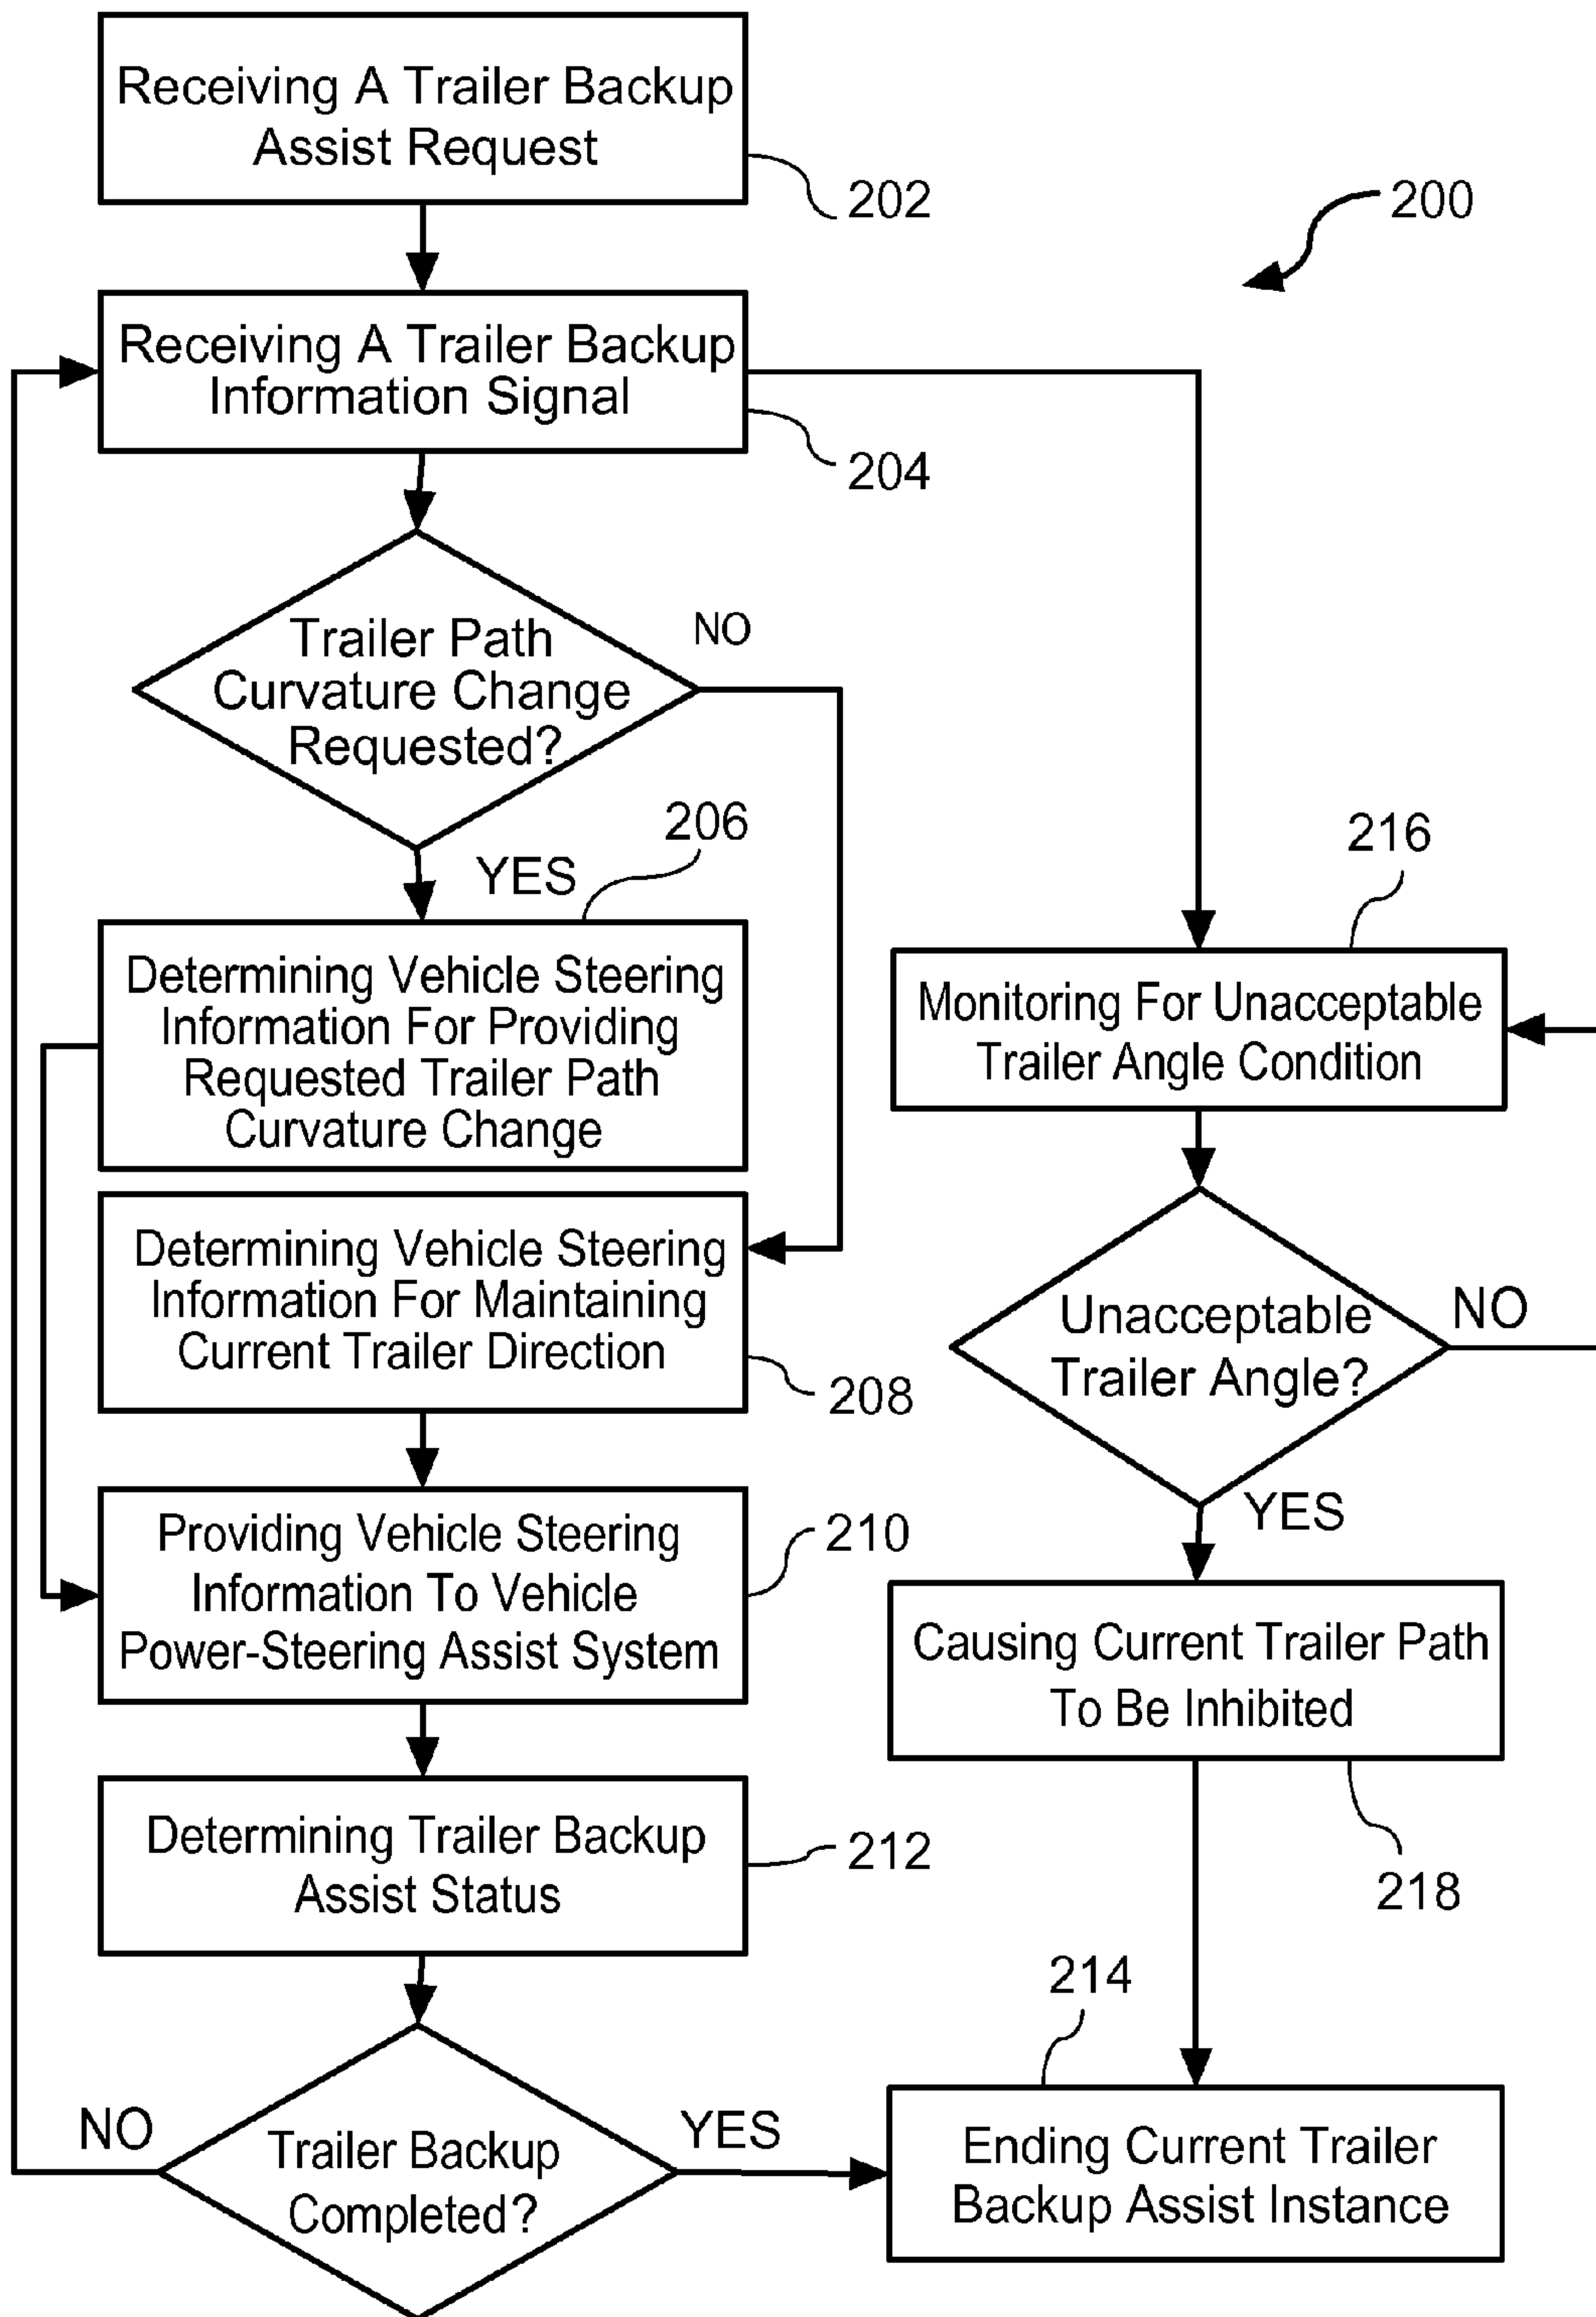 Receiving A Trailer Backup
Assist Request
202
200
Receiving A Trailer Backup
Information Signal
204
Trailer Path
Curvature Change
Requested?
NO
YES
206
Determining Vehicle Steering
Information For Providing
Requested Trailer Path
Curvature Change
Determining Vehicle Steering
Information For Maintaining
Current Trailer Direction
208
Providing Vehicle Steering
Information To Vehicle
Power-Steering Assist System
210
Determining Trailer Backup
Assist Status
212
Trailer Backup
Completed?
NO
YES
216
Monitoring For Unacceptable
Trailer Angle Condition
Unacceptable
Trailer Angle?
NO
YES
Causing Current Trailer Path
To Be Inhibited
218
214
Ending Current Trailer
Backup Assist Instance